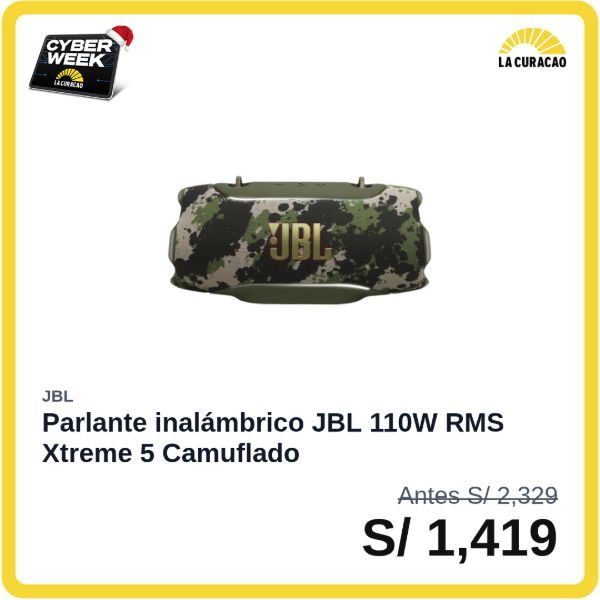 CYBER
WEEK
LA CURACAO
LA CURACAO
JBL
JBL
Parlante inalámbrico JBL 110W RMS
Xtreme 5 Camuflado
Antes S/ 2,329
S/ 1,419